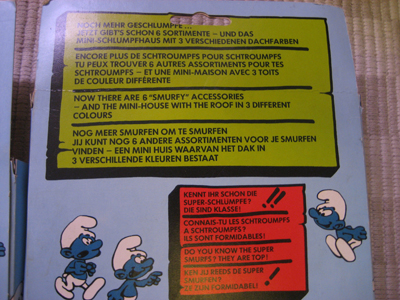 NOCH MEHR GESCHLUMPFE...
JETZT GIBT'S SCHON 6 SORTIMENTE – UND DAS
MINI-SCHLUMPFHAUS MIT 3 VERSCHIEDENEN DACHFARBEN
ENCORE PLUS DE SCHTROUMPFS POUR SCHTROUMPFS
TU PEUX TROUVER 6 AUTRES ASSORTIMENTS POUR TES
SCHTROUMPFS – ET UNE MINI-MAISON AVEC 3 TOITS
DE COULEUR DIFFÉRENTE
NOW THERE ARE 6 "SMURFY" ACCESSORIES
– AND THE MINI-HOUSE WITH THE ROOF IN 3 DIFFERENT
COLOURS
NOG MEER SMURFEN OM TE SMURFEN
JIJ KUNT NOG 6 ANDERE ASSORTIMENTEN VOOR JE SMURFEN
VINDEN – EEN MINI HUIS WAARVAN HET DAK IN
3 VERSCHILLENDE KLEUREN BESTAAT
KENNT IHR SCHON DIE
SUPER-SCHLUMPFE?
DIE SIND KLASSE! !!
CONNAIS-TU LES SCHTROUMPFS
A SCHTROUMPFS?
ILS SONT FORMIDABLES!
DO YOU KNOW THE SUPER
SMURFS? THEY ARE TOP!
KEN JIJ REEDS DE SUPER
SMURFEN?
ZE ZIJN FORMIDABEL! !!